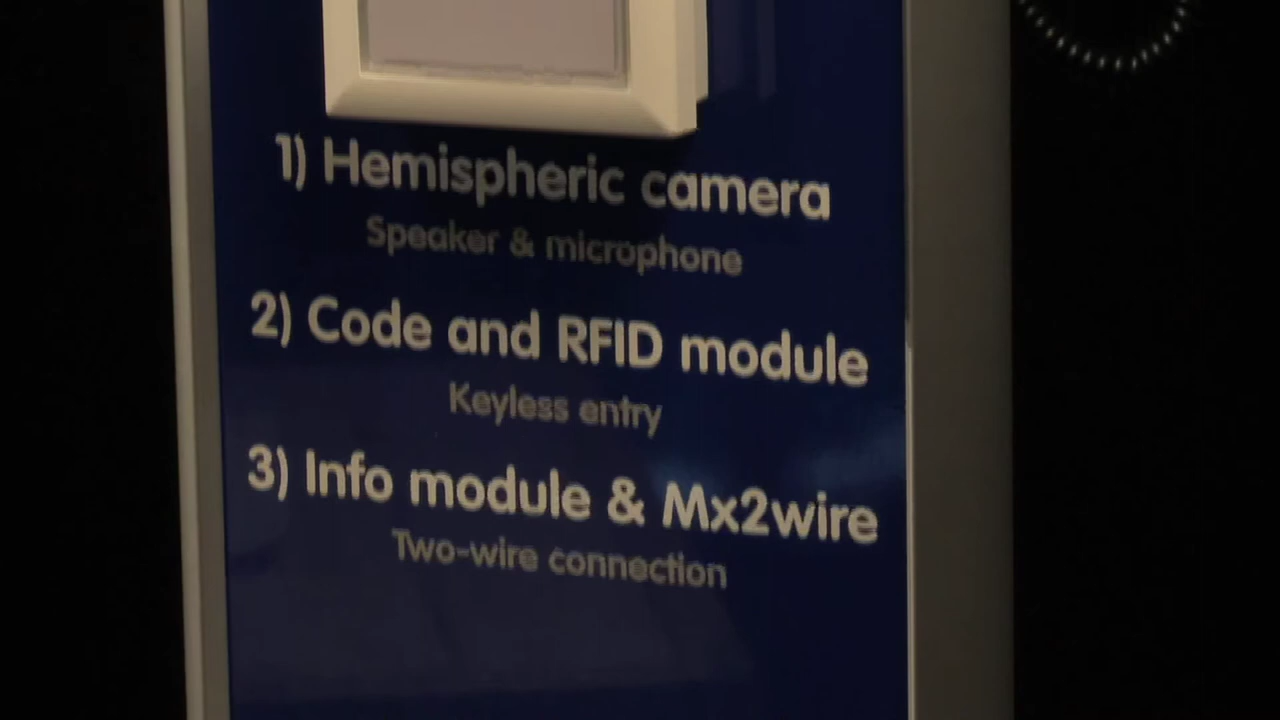 1) Hemispheric camera
Speaker & microphone
2) Code and RFID module
Keyless entry
3) Info module & Mx2wire
Two-wire connection